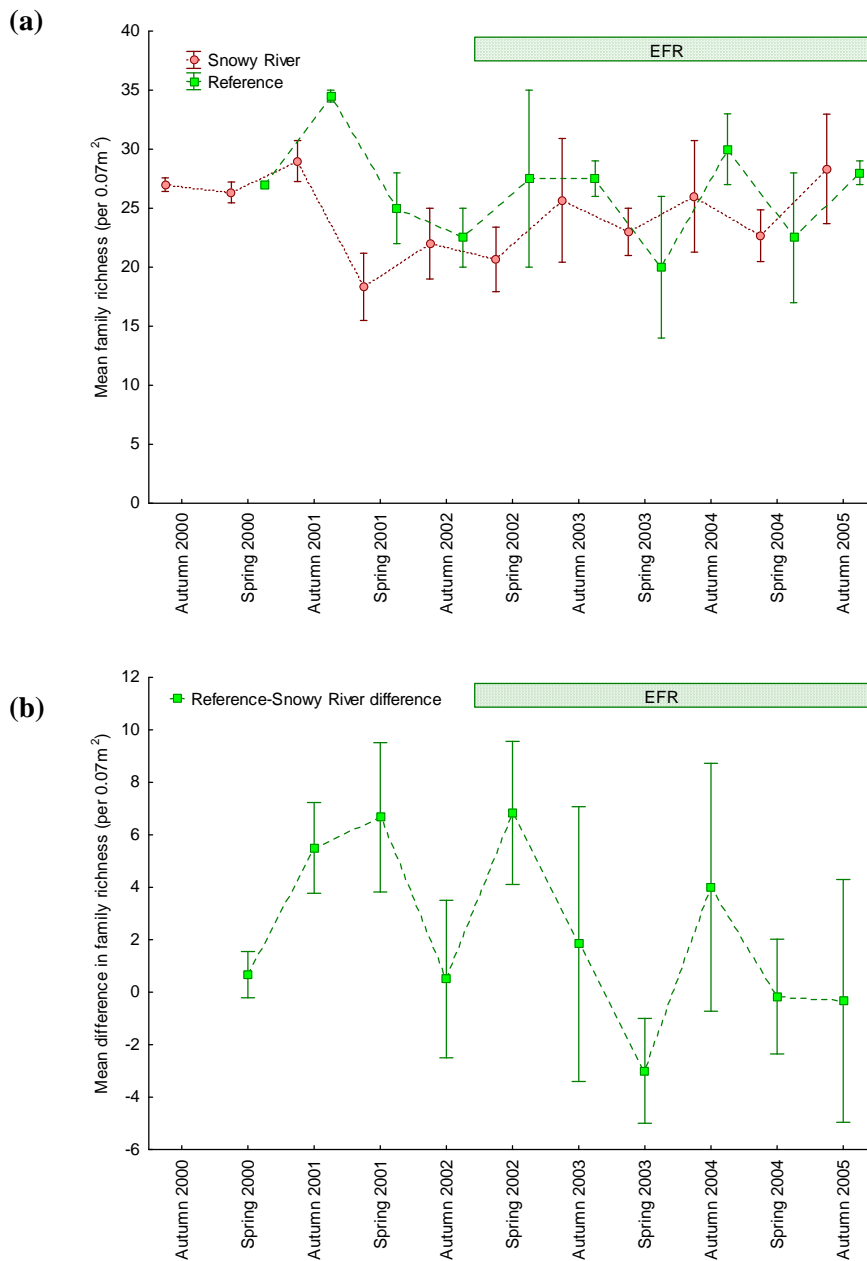 (a)
40
35
30
25
20
15
10
5
0
Mean family richness (per 0.07m²)
Snowy River
Reference
EFR
Autumn 2000
Spring 2000
Autumn 2001
Spring 2001
Autumn 2002
Spring 2002
Autumn 2003
Spring 2003
Autumn 2004
Spring 2004
Autumn 2005
(b)
12
10
8
6
4
2
0
-2
-4
-6
Mean difference in family richness (per 0.07m²)
Reference-Snowy River difference
EFR
Autumn 2000
Spring 2000
Autumn 2001
Spring 2001
Autumn 2002
Spring 2002
Autumn 2003
Spring 2003
Autumn 2004
Spring 2004
Autumn 2005